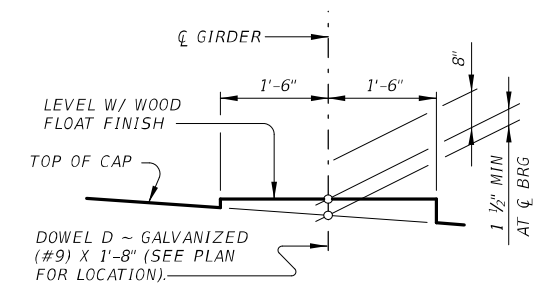 ℄ GIRDER
1'-6"
1'-6"
8"
LEVEL W/ WOOD
FLOAT FINISH
TOP OF CAP
1 1/2" MIN
AT ℄ BRG
DOWEL D ~ GALVANIZED
(#9) X 1'-8" (SEE PLAN
FOR LOCATION).